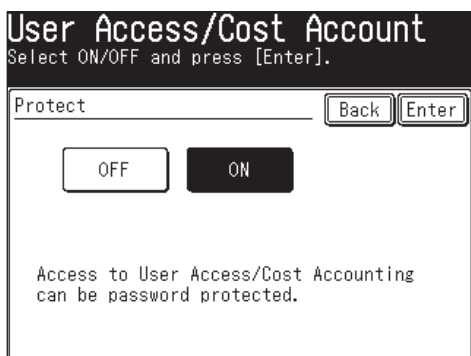 User Access/Cost Account
Select ON/OFF and press [Enter].
Protect
Back Enter
OFF ON
Access to User Access/Cost Accounting
can be password protected.